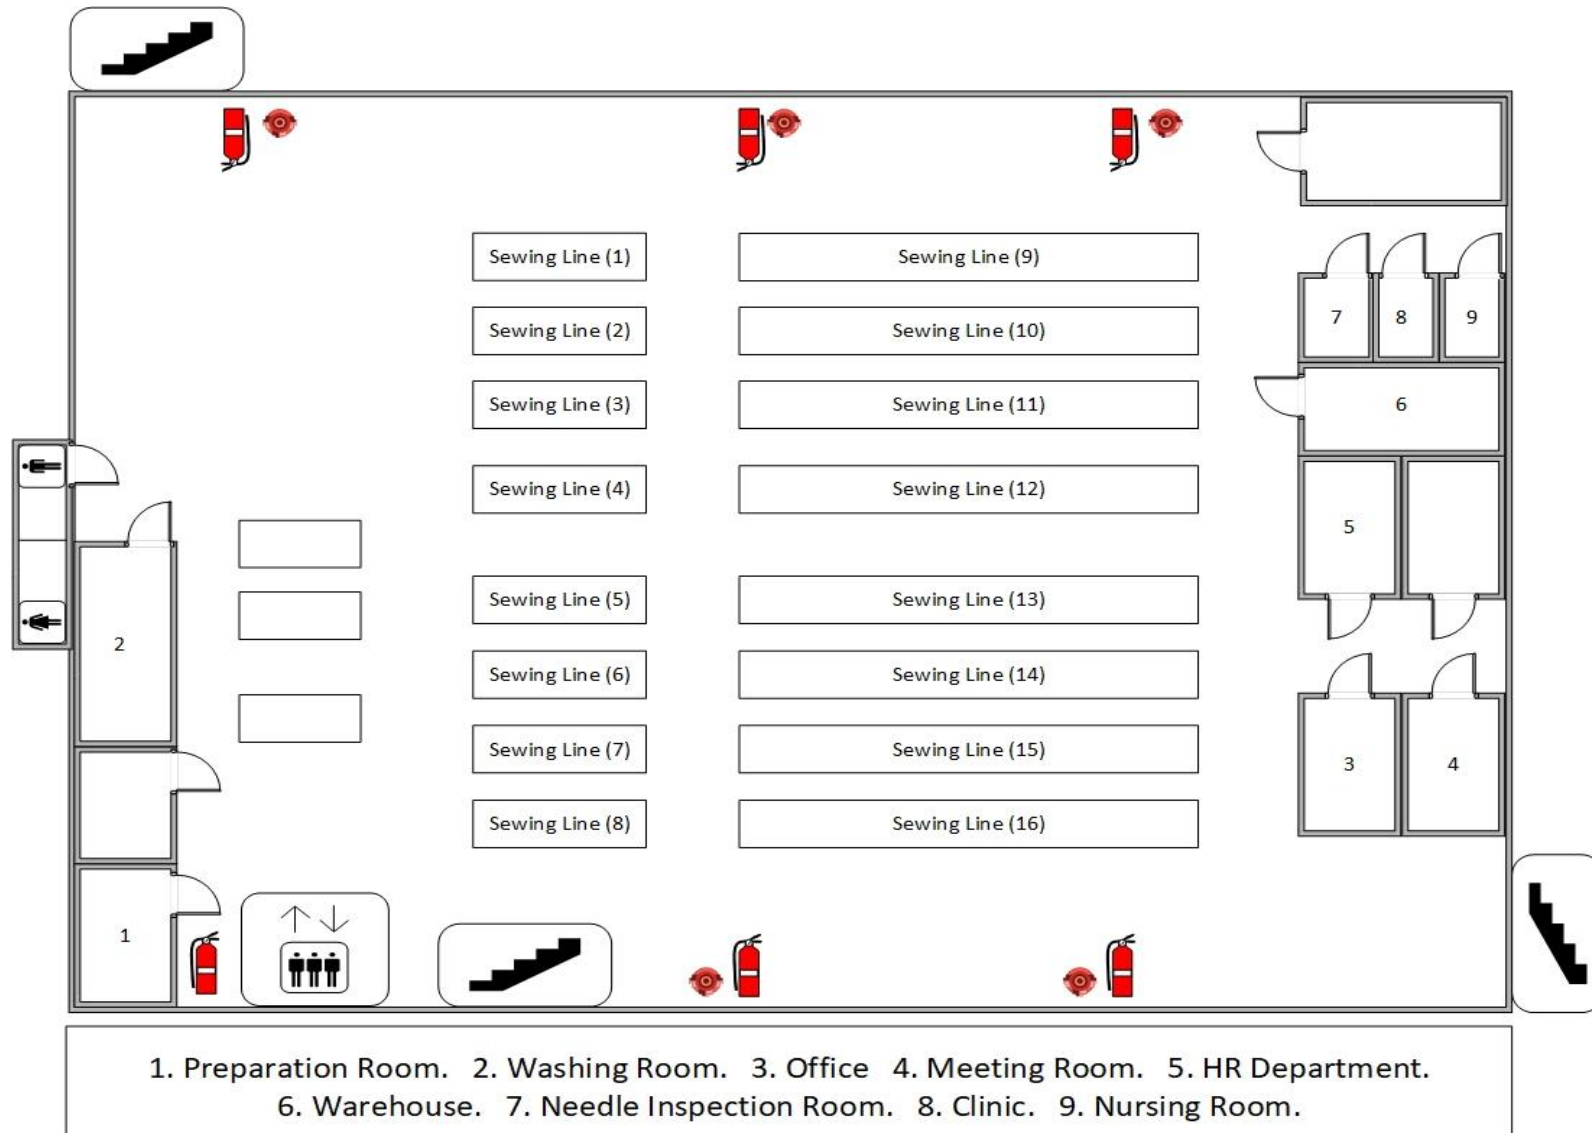 Sewing Line (1)
Sewing Line (9)
Sewing Line (2)
Sewing Line (10)
7
8
9
Sewing Line (3)
Sewing Line (11)
6
Sewing Line (4)
Sewing Line (12)
5
Sewing Line (5)
Sewing Line (13)
2
Sewing Line (6)
Sewing Line (14)
Sewing Line (7)
Sewing Line (15)
3
4
Sewing Line (8)
Sewing Line (16)
1
1. Preparation Room. 2. Washing Room. 3. Office 4. Meeting Room. 5. HR Department.
6. Warehouse. 7. Needle Inspection Room. 8. Clinic. 9. Nursing Room.